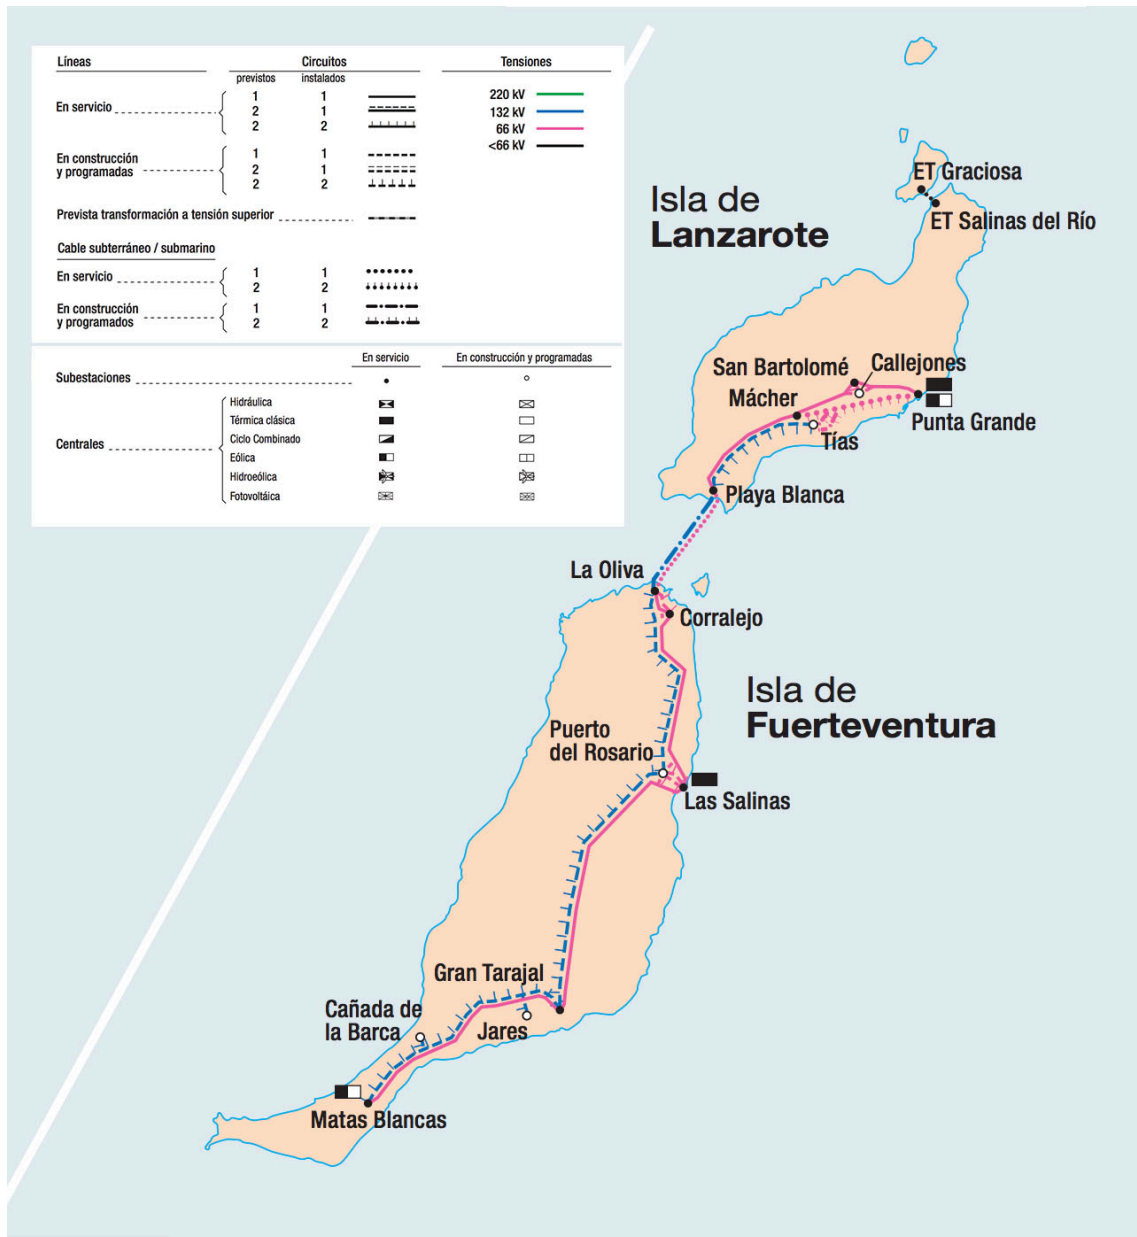 Líneas
Circuitos
Tensiones
previstos
instalados
En servicio
1 1
2 1
2 2
220 kV
132 kV
66 kV
<66 kV
En construcción
y programadas
1 1
2 1
2 2
Prevista transformación a tensión superior
Cable subterráneo / submarino
En servicio
1 1
2 2
En construcción
y programados
1 1
2 2
En servicio
En construcción y programadas
Subestaciones
Centrales
Hidráulica
Térmica clásica
Ciclo Combinado
Eólica
Hidroeólica
Fotovoltáica
ET Graciosa
ET Salinas del Río
Isla de
Lanzarote
San Bartolomé
Callejones
Mácher
Punta Grande
Tías
Playa Blanca
La Oliva
Corralejo
Isla de
Fuerteventura
Puerto
del Rosario
Las Salinas
Gran Tarajal
Cañada de
la Barca
Jares
Matas Blancas